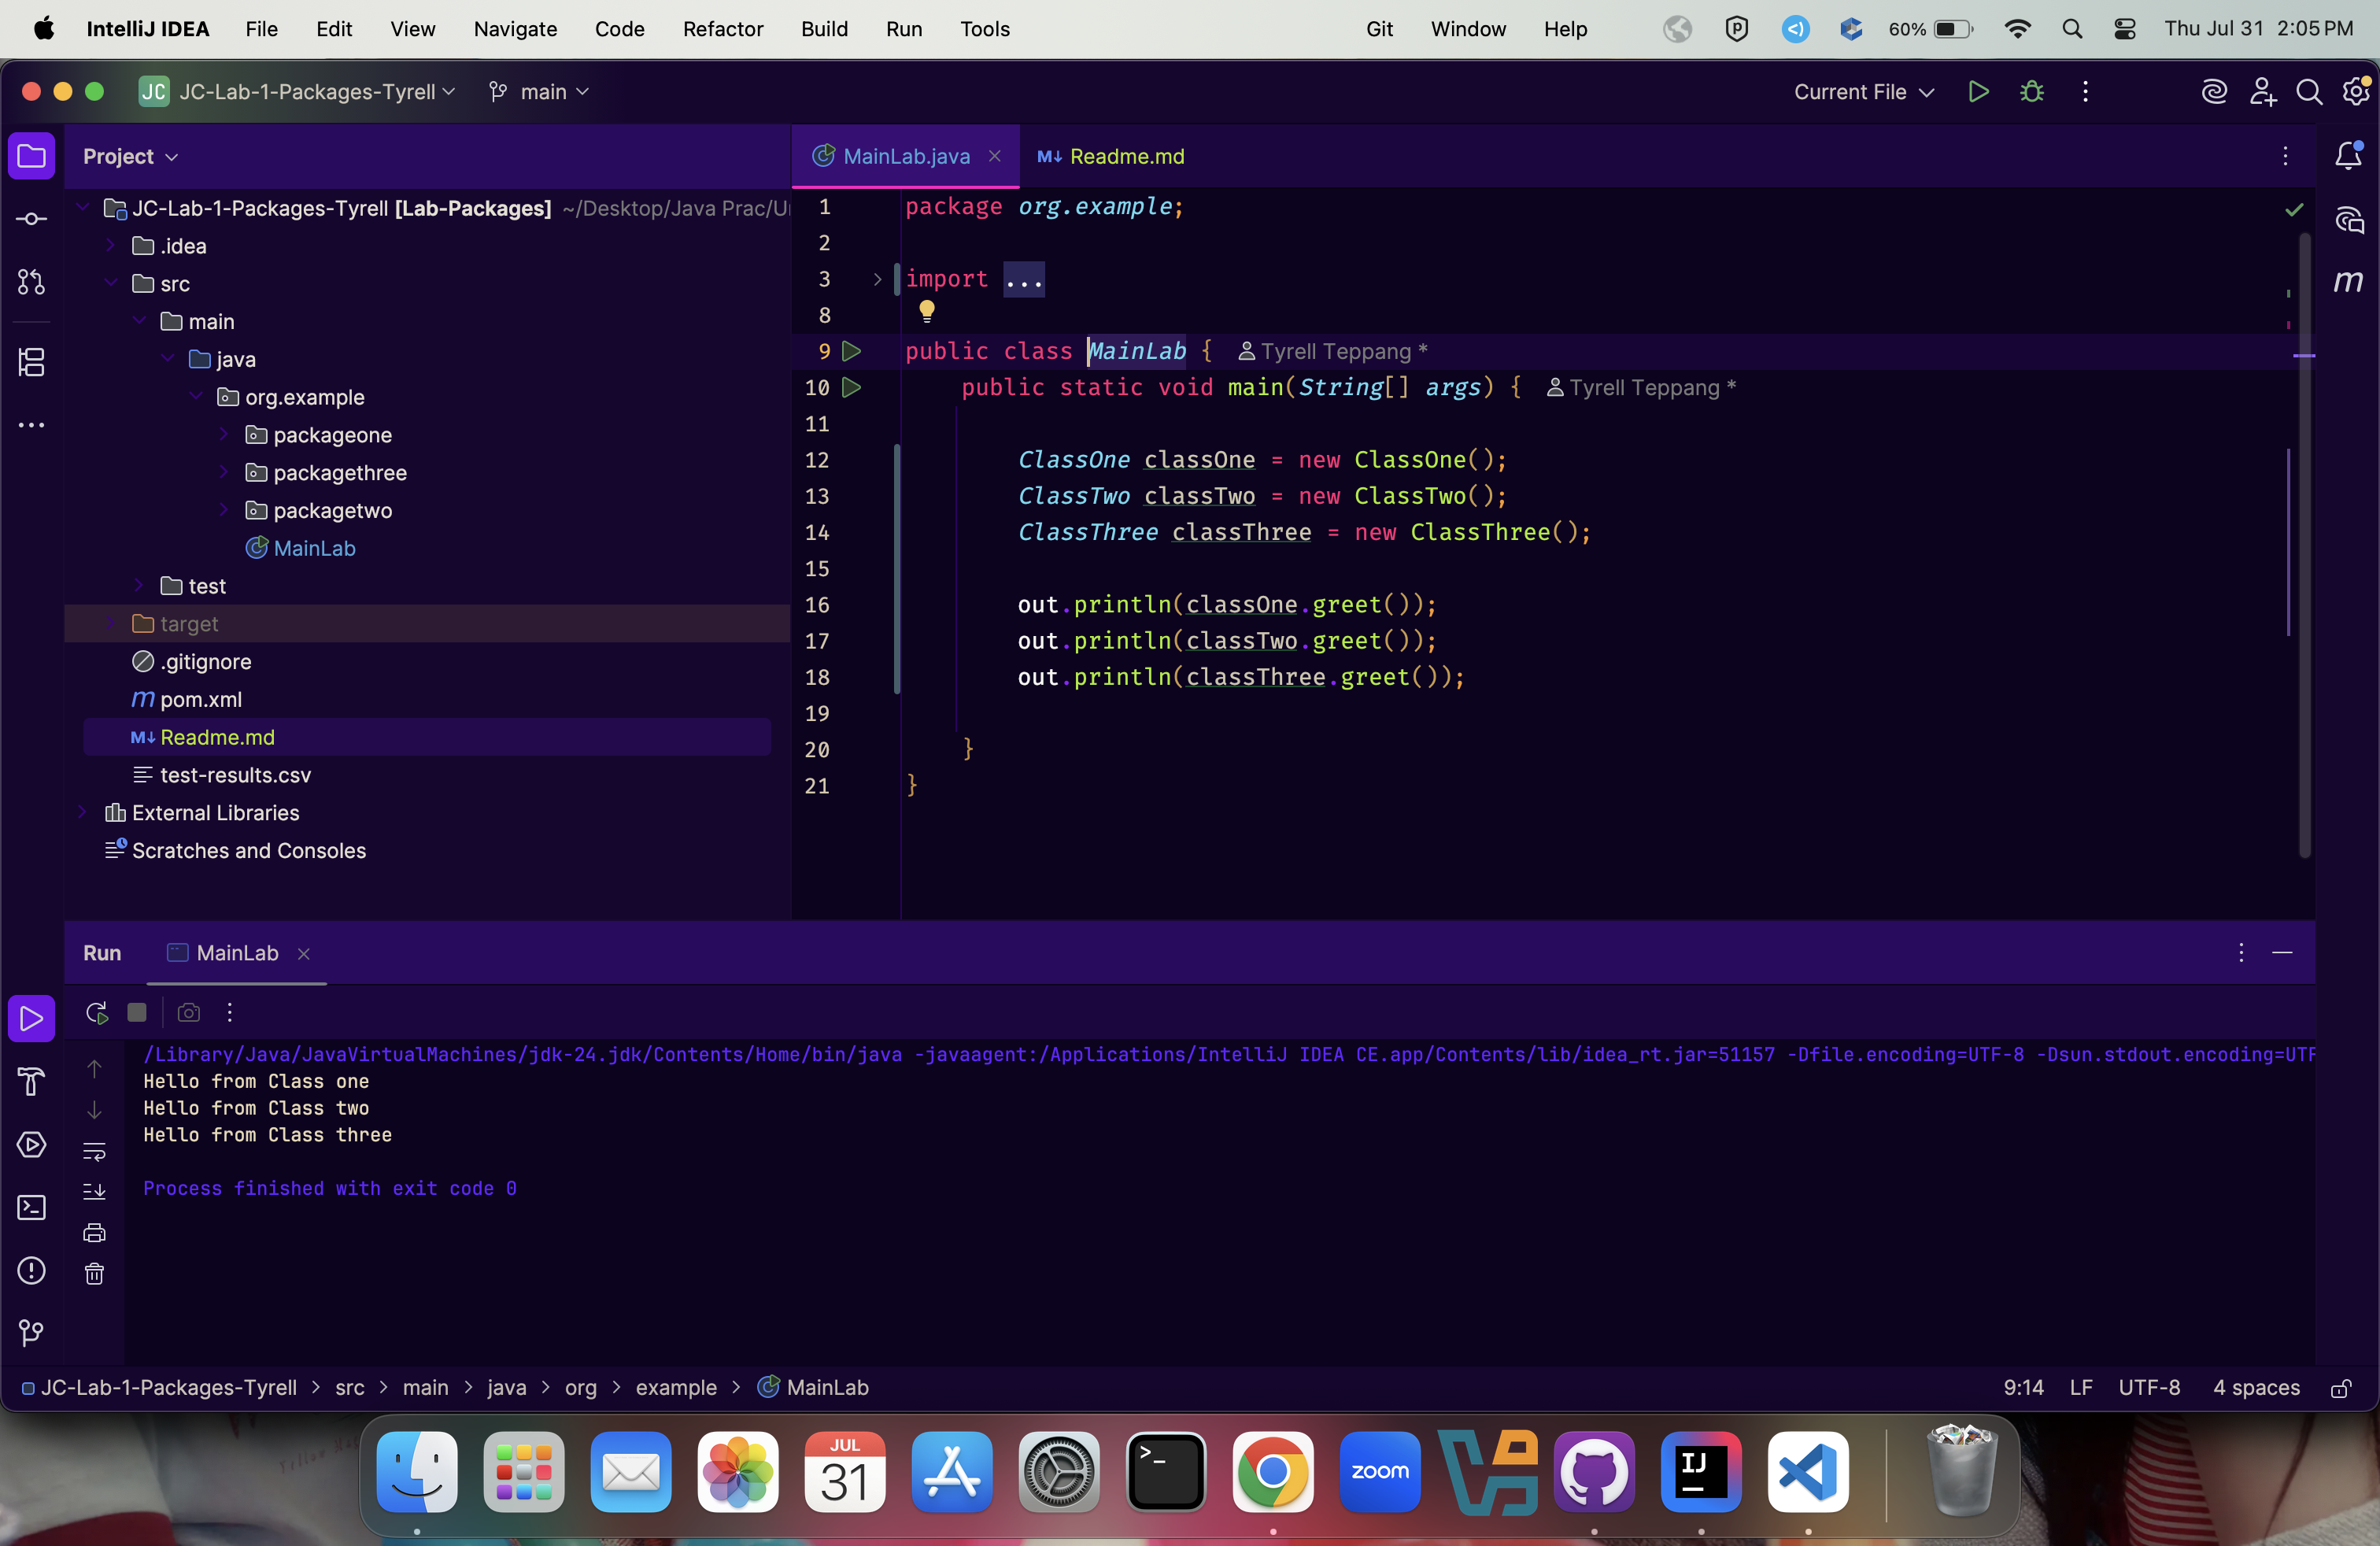 IntelliJ IDEA File Edit View Navigate Code Refactor Build Run Tools Git Window Help 60% Thu Jul 31 2:05 PM
JC JC-Lab-1-Packages-Tyrell main Current File
Project
MainLab.java
Readme.md
JC-Lab-1-Packages-Tyrell [Lab-Packages] ~/Desktop/Java Prac/
.idea
src
main
java
org.example
packageone
packagethree
packagetwo
MainLab
test
target
.gitignore
pom.xml
Readme.md
test-results.csv
External Libraries
Scratches and Consoles
1 package org.example;
2
3 import ...
8
9 public class MainLab { Tyrell Teppang *
10 public static void main(String[] args) { Tyrell Teppang *
11
12 ClassOne classOne = new ClassOne();
13 ClassTwo classTwo = new ClassTwo();
14 ClassThree classThree = new ClassThree();
15
16 out.println(classOne.greet());
17 out.println(classTwo.greet());
18 out.println(classThree.greet());
19
20 }
21 }
Run MainLab
/Library/Java/JavaVirtualMachines/jdk-24.jdk/Contents/Home/bin/java -javaagent:/Applications/IntelliJ IDEA CE.app/Contents/lib/idea_rt.jar=51157 -Dfile.encoding=UTF-8 -Dsun.stdout.encoding=UTF
Hello from Class one
Hello from Class two
Hello from Class three
Process finished with exit code 0
JC-Lab-1-Packages-Tyrell > src > main > java > org > example > MainLab 9:14 LF UTF-8 4 spaces
JUL
31
zoom
IJ